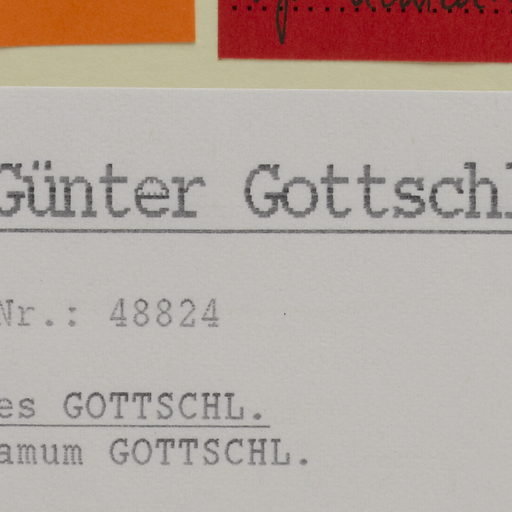 Günter Gottschl
Nr.: 48824
es GOTTSCHL.
amum GOTTSCHL.